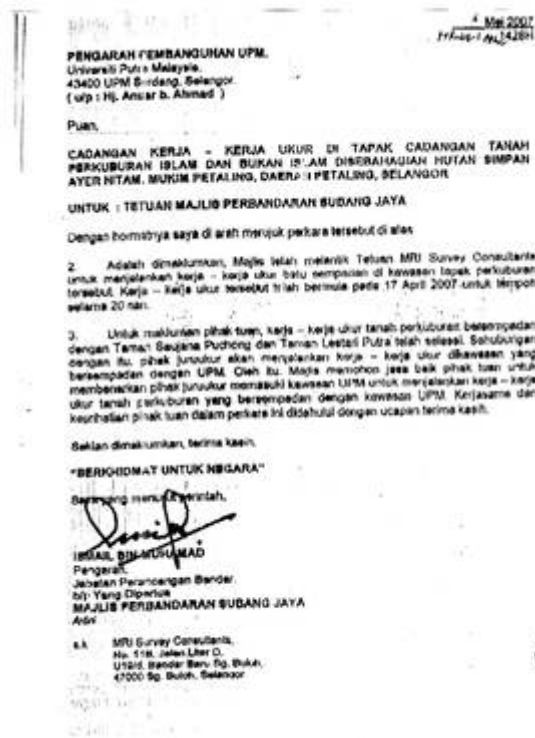 Mei 2007
1428H
PENGARAH PEMBANGUNAN UPM,
Universiti Putra Malaysia,
43400 UPM Serdang, Selangor.
( u/p : Hj. Anuar b. Ahmad )
Puan,
CADANGAN KERJA – KERJA UKUR DI TAPAK CADANGAN TANAH
PERKUBURAN ISLAM DAN BUKAN ISLAM DISEBAHAGIAN HUTAN SIMPAN
AYER HITAM, MUKIM PETALING, DAERAH PETALING, SELANGOR
UNTUK : TETUAN MAJLIS PERBANDARAN SUBANG JAYA
Dengan hormatnya saya di arah merujuk perkara tersebut di atas
2. Adalah dimaklumkan, Majlis telah melantik Tetuan MRI Survey Consultants
untuk menjalankan kerja – kerja ukur batu sempadan di kawasan tapak perkuburan
tersebut. Kerja – kerja ukur tersebut telah bermula pada 17 April 2007 untuk tempoh
selama 20 hari.
3. Untuk makluman pihak tuan, kerja – kerja ukur tanah perkuburan bersempadan
dengan Taman Saujana Puchong dan Taman Lestari Putra telah selesai. Sehubungan
dengan itu, pihak juruukur akan menjalankan kerja – kerja ukur dikawasan yang
bersempadan dengan UPM. Oleh itu, Majlis memohon jasa baik pihak tuan untuk
membenarkan pihak juruukur memasuki kawasan UPM untuk menjalankan kerja – kerja
ukur tanah perkuburan yang bersempadan dengan kawasan UPM. Kerjasama dan
keprihatian pihak tuan dalam perkara ini didahului dengan ucapan terima kasih.
Sekian dimaklumkan, terima kasih.
"BERKHIDMAT UNTUK NEGARA"
Saya yang menurut perintah,
ISMAIL BIN MUHAMAD
Pengarah,
Jabatan Perancangan Bandar,
b/p Yang Dipertua
MAJLIS PERBANDARAN SUBANG JAYA
s.k MRI Survey Consultants,
No. 11B, Jalan Liter D,
U19/d, Bandar Baru Sg. Buluh,
47000 Sg. Buloh, Selangor